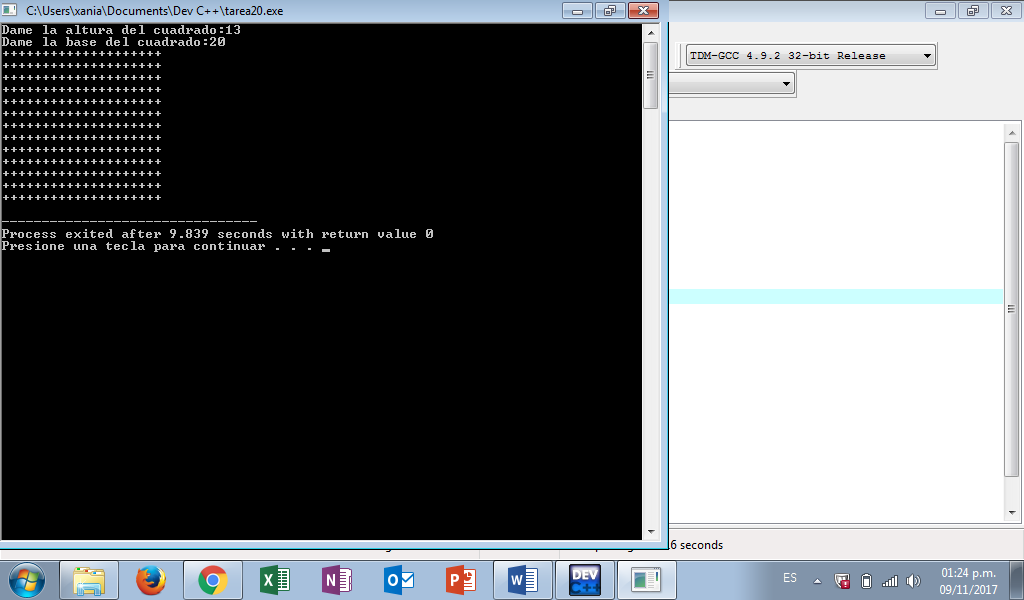 C:\Users\xania\Documents\Dev C++\tarea20.exe
Dame la altura del cuadrado:13
Dame la base del cuadrado:20
++++++++++++++++++++
++++++++++++++++++++
++++++++++++++++++++
++++++++++++++++++++
++++++++++++++++++++
++++++++++++++++++++
++++++++++++++++++++
++++++++++++++++++++
++++++++++++++++++++
++++++++++++++++++++
++++++++++++++++++++
++++++++++++++++++++
++++++++++++++++++++
--------------------------------
Process exited after 9.839 seconds with return value 0
Presione una tecla para continuar . . . _
TDM-GCC 4.9.2 32-bit Release
6 seconds
DEV C++
ES
01:24 p.m.
09/11/2017